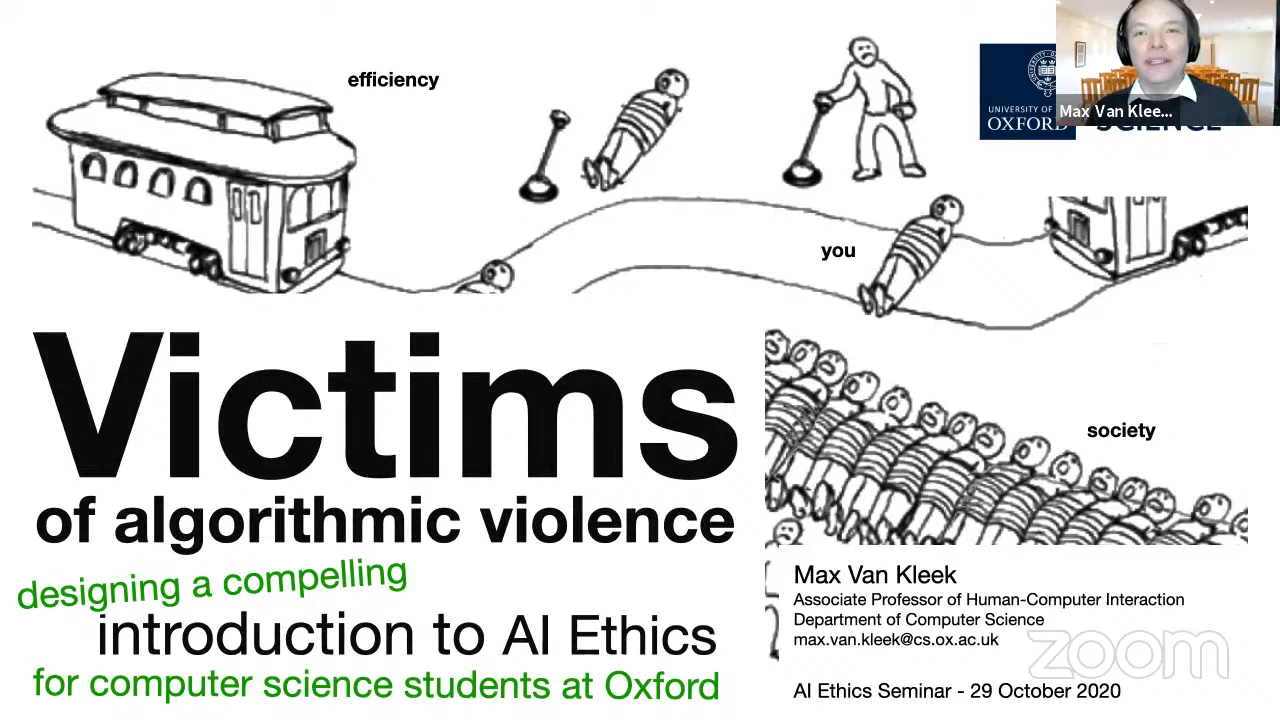 efficiency
Max Van Klee...
UNIVERSITY OF
OXFORD
SCIENCE
you
Victims
of algorithmic violence
society
designing a compelling
introduction to AI Ethics
for computer science students at Oxford
Max Van Kleek
Associate Professor of Human-Computer Interaction
Department of Computer Science
max.van.kleek@cs.ox.ac.uk
zoom
AI Ethics Seminar - 29 October 2020